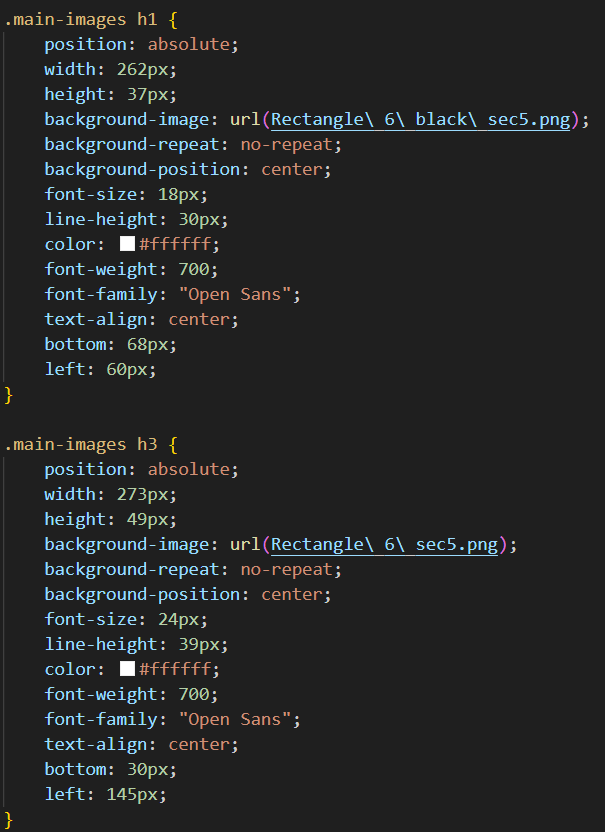 .main-images h1 {
    position: absolute;
    width: 262px;
    height: 37px;
    background-image: url(Rectangle\ 6\ black\ sec5.png);
    background-repeat: no-repeat;
    background-position: center;
    font-size: 18px;
    line-height: 30px;
    color: #ffffff;
    font-weight: 700;
    font-family: "Open Sans";
    text-align: center;
    bottom: 68px;
    left: 60px;
}

.main-images h3 {
    position: absolute;
    width: 273px;
    height: 49px;
    background-image: url(Rectangle\ 6\ sec5.png);
    background-repeat: no-repeat;
    background-position: center;
    font-size: 24px;
    line-height: 39px;
    color: #ffffff;
    font-weight: 700;
    font-family: "Open Sans";
    text-align: center;
    bottom: 30px;
    left: 145px;
}